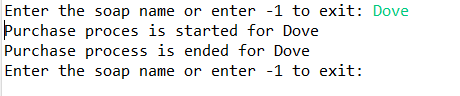 Enter the soap name or enter -1 to exit: Dove
Purchase proces is started for Dove
Purchase process is ended for Dove
Enter the soap name or enter -1 to exit: